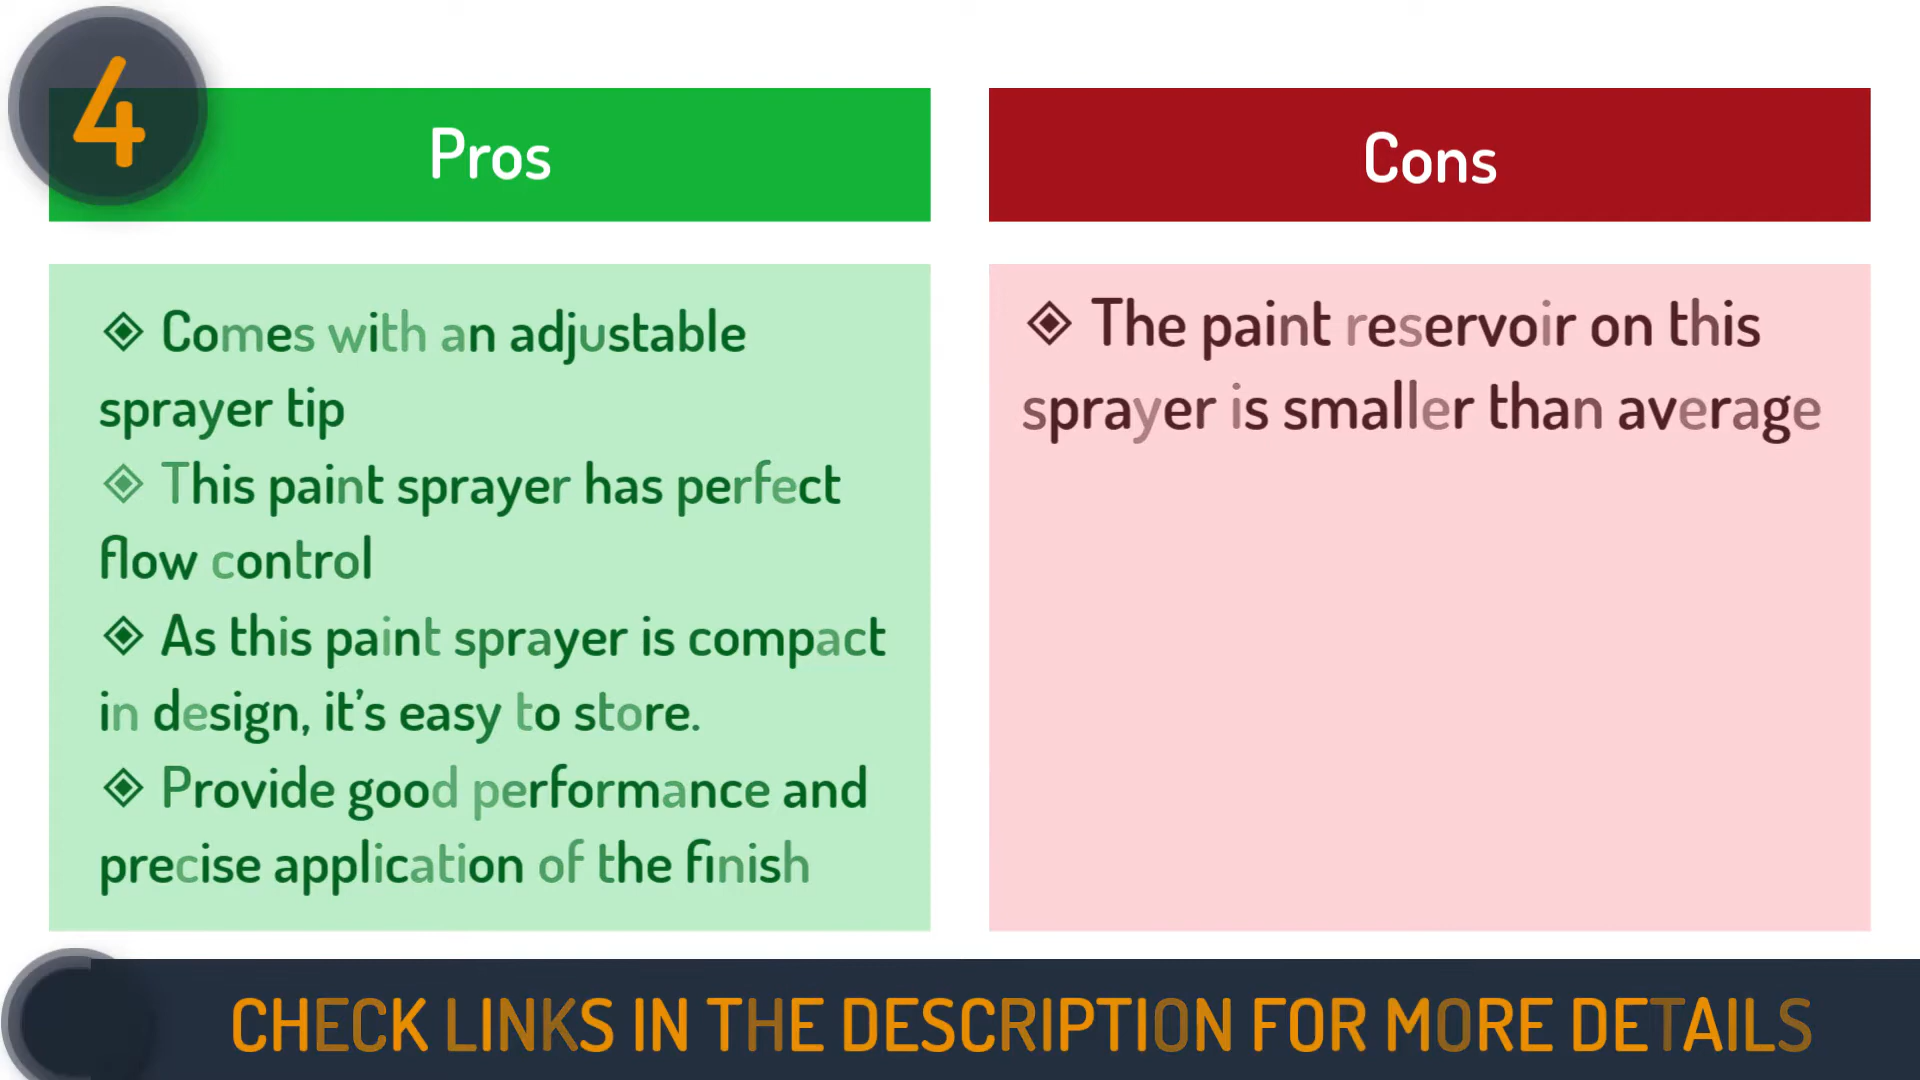 4
Pros
Cons
◈ Comes with an adjustable
sprayer tip
◈ This paint sprayer has perfect
flow control
◈ As this paint sprayer is compact
in design, it’s easy to store.
◈ Provide good performance and
precise application of the finish
◈ The paint reservoir on this
sprayer is smaller than average
CHECK LINKS IN THE DESCRIPTION FOR MORE DETAILS